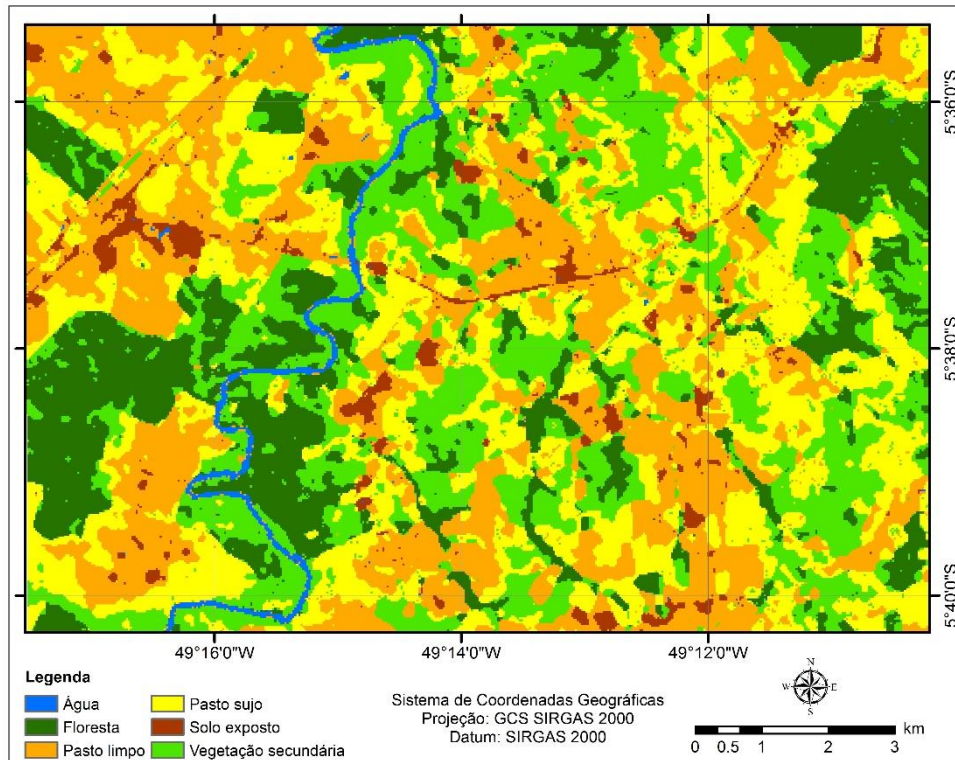 5°36'0"S
5°38'0"S
5°40'0"S
49°16'0"W
49°14'0"W
49°12'0"W
Legenda
Água
Floresta
Pasto limpo
Pasto sujo
Solo exposto
Vegetação secundária
Sistema de Coordenadas Geográficas
Projeção: GCS SIRGAS 2000
Datum: SIRGAS 2000
N
W E
S
km
0 0.5 1 2 3